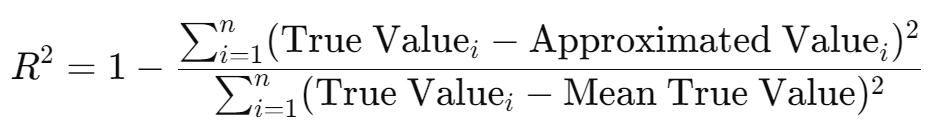 R² = 1 − \frac{\sum_{i=1}^{n}(\text{True Value}_i − \text{Approximated Value}_i)^2}{\sum_{i=1}^{n}(\text{True Value}_i − \text{Mean True Value})^2}